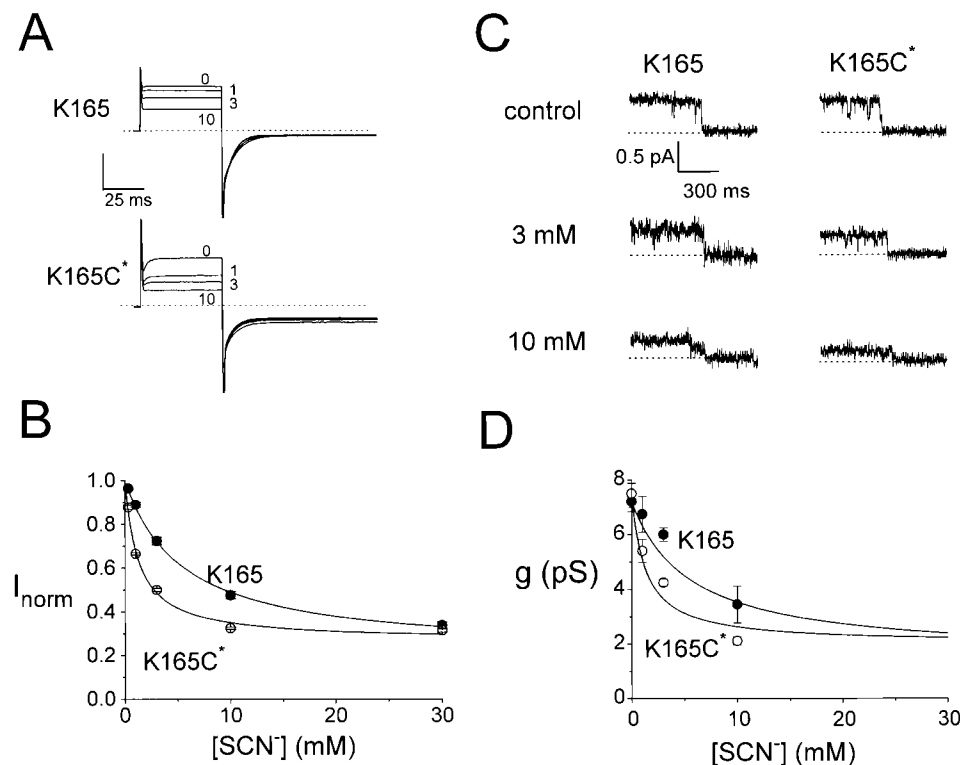 A
K165
0
1
3
10
25 ms
K165C*
0
1
3
10
C
K165 K165C*
control
0.5 pA
300 ms
3 mM
10 mM
B
1.0
0.8
0.6
0.4
0.2
0.0
I norm
K165
K165C*
0 10 20 30
[SCN⁻] (mM)
D
8
6
4
2
0
g (pS)
K165
K165C*
0 10 20 30
[SCN⁻] (mM)